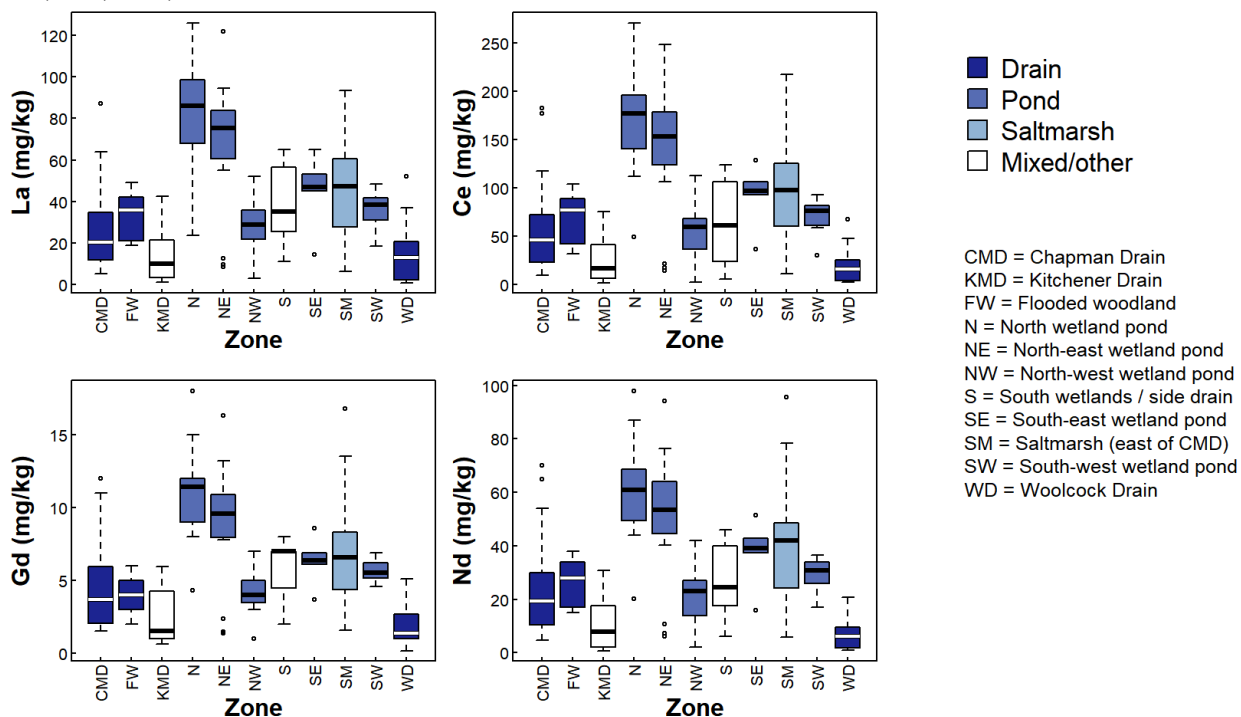 La (mg/kg)
0
20
40
60
80
100
120
CMD
FW
KMD
N
NE
NW
S
SE
SM
SW
WD
Zone
Ce (mg/kg)
0
50
100
150
200
250
CMD
FW
KMD
N
NE
NW
S
SE
SM
SW
WD
Zone
Drain
Pond
Saltmarsh
Mixed/other
CMD = Chapman Drain
KMD = Kitchener Drain
FW = Flooded woodland
N = North wetland pond
NE = North-east wetland pond
NW = North-west wetland pond
S = South wetlands / side drain
SE = South-east wetland pond
SM = Saltmarsh (east of CMD)
SW = South-west wetland pond
WD = Woolcock Drain
Gd (mg/kg)
0
5
10
15
CMD
FW
KMD
N
NE
NW
S
SE
SM
SW
WD
Zone
Nd (mg/kg)
0
20
40
60
80
100
CMD
FW
KMD
N
NE
NW
S
SE
SM
SW
WD
Zone